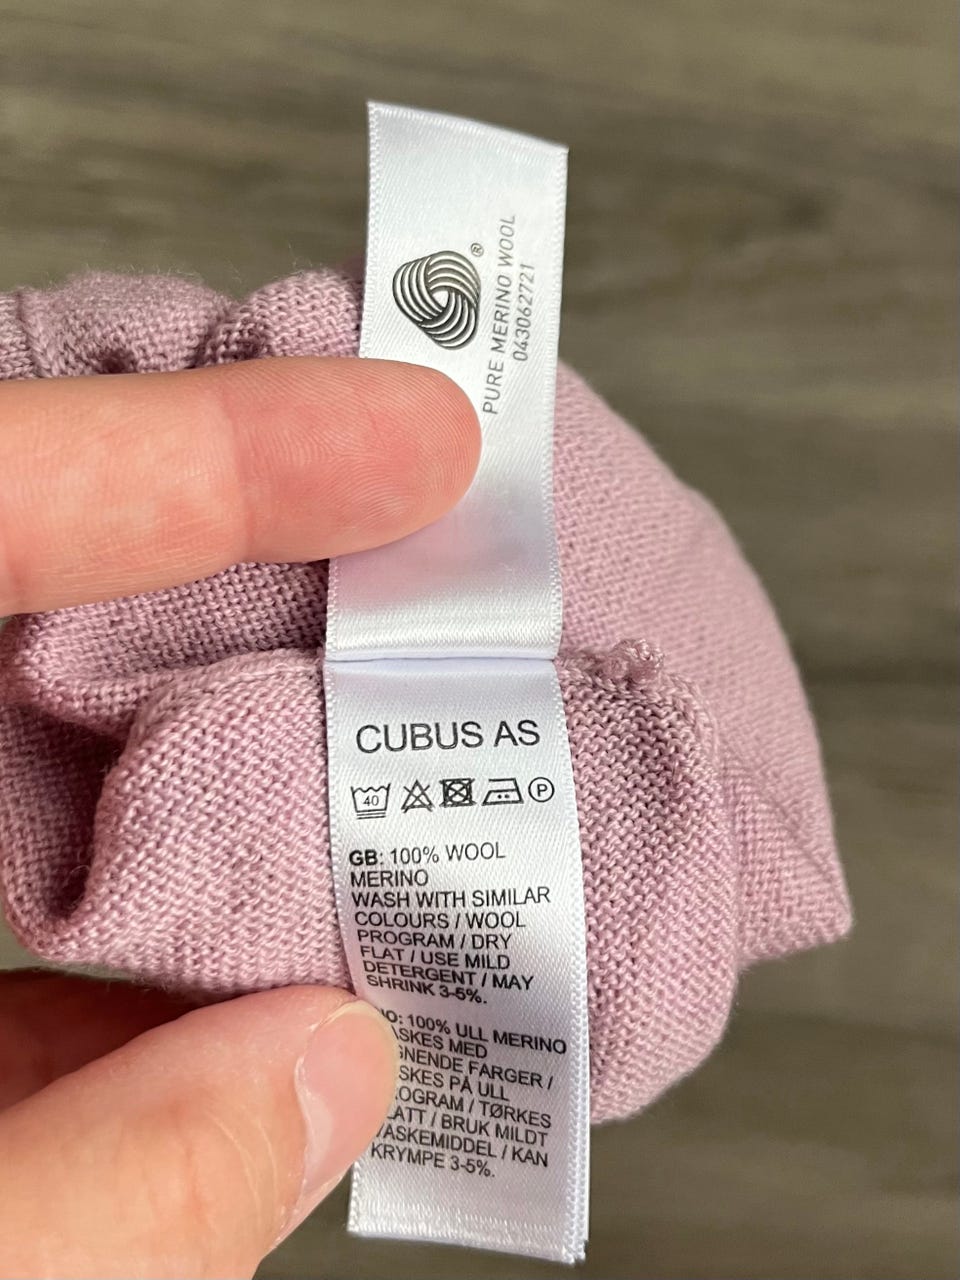 PURE MERINO WOOL
043062721
®
CUBUS AS
40 P
GB: 100% WOOL
MERINO
WASH WITH SIMILAR
COLOURS / WOOL
PROGRAM / DRY
FLAT / USE MILD
DETERGENT / MAY
SHRINK 3-5%.
100% ULL MERINO
MED
FARGER /
PÅ ULL
/ TØRKES
/ BRUK MILDT
/ KAN
KRYMPE 3-5%.